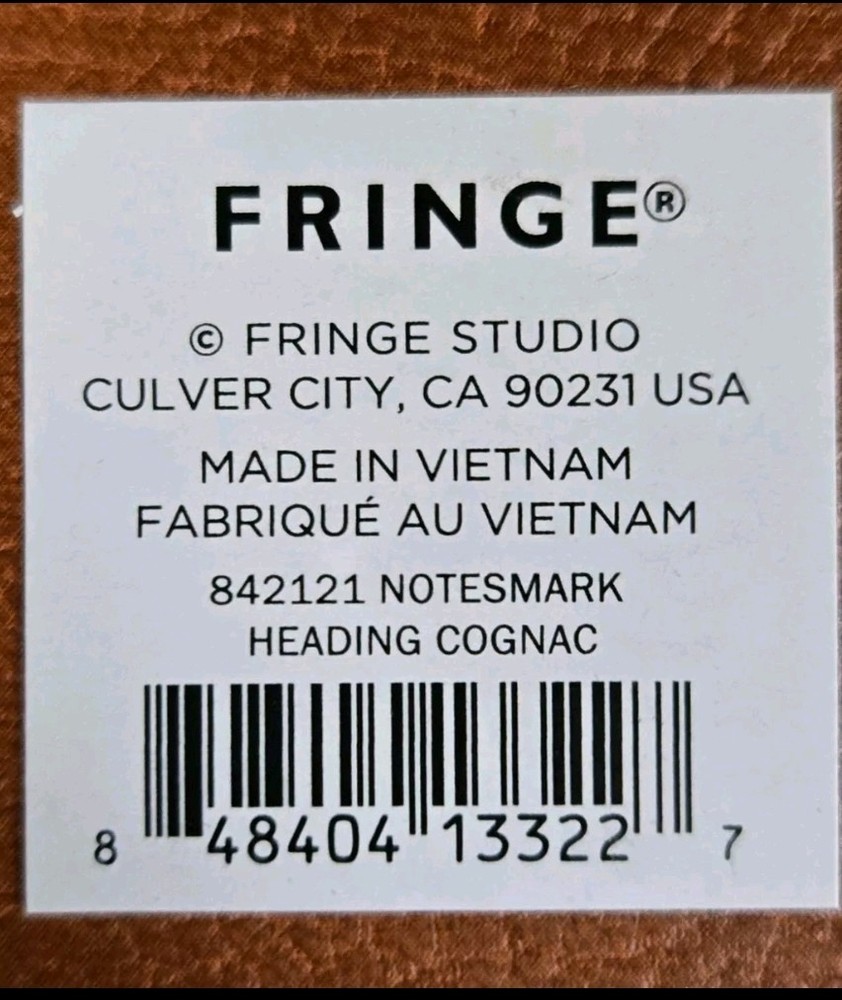 FRINGE®
© FRINGE STUDIO
CULVER CITY, CA 90231 USA
MADE IN VIETNAM
FABRIQUÉ AU VIETNAM
842121 NOTESMARK
HEADING COGNAC
8 48404 13322 7